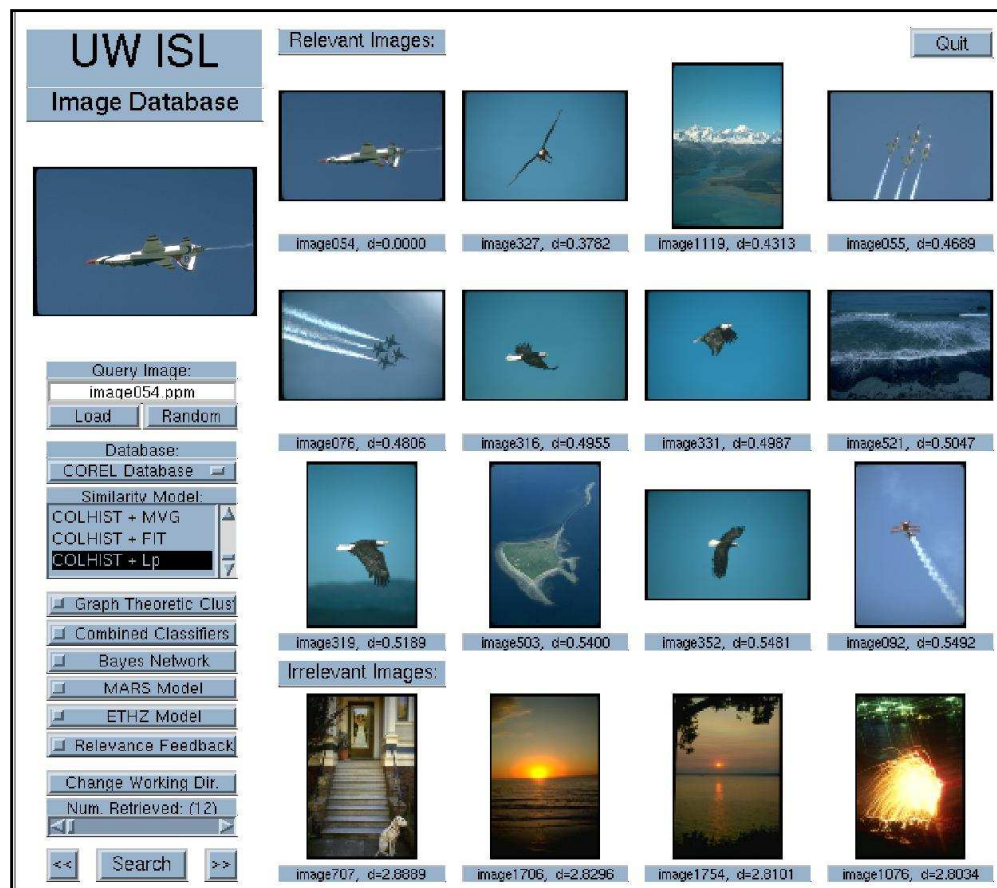 UW ISL
Image Database
Relevant Images:
Quit
image054, d=0.0000
image327, d=0.3782
image1119, d=0.4313
image055, d=0.4689
image076, d=0.4806
image316, d=0.4955
image331, d=0.4987
image521, d=0.5047
image319, d=0.5189
image503, d=0.5400
image352, d=0.5481
image092, d=0.5492
Irrelevant Images:
image707, d=2.8889
image1706, d=2.8296
image1754, d=2.8101
image1076, d=2.8034
Query Image:
image054.ppm
Load
Random
Database:
COREL Database
Similarity Model:
COLHIST + MVG
COLHIST + FIT
COLHIST + Lp
Graph Theoretic Clust
Combined Classifiers
Bayes Network
MARS Model
ETHZ Model
Relevance Feedback
Change Working Dir.
Num. Retrieved: (12)
<<
Search
>>